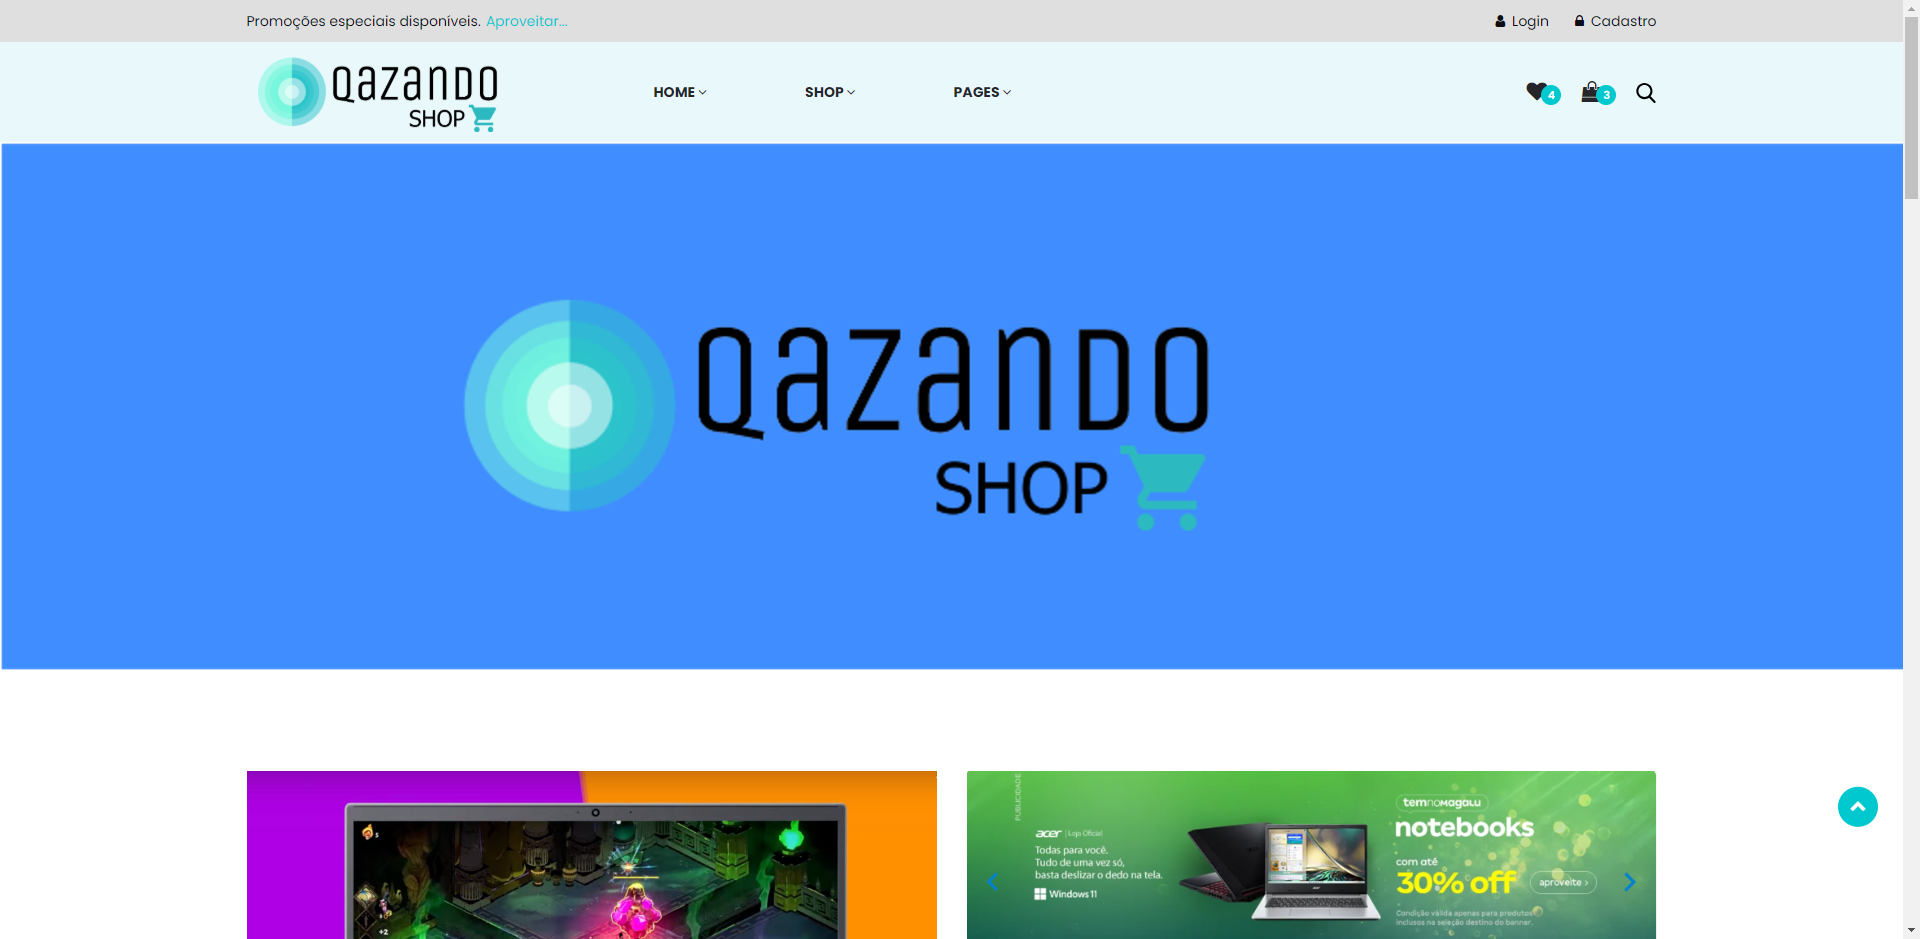 Promoções especiais disponíveis. Aproveitar...
Login
Cadastro
QAZANDO
SHOP
HOME
SHOP
PAGES
4
3
QAZANDO
SHOP
5
+2
PUBLICIDADE
acer | Loja Oficial
Todas para você.
Tudo de uma vez só,
basta deslizar o dedo na tela.
Windows 11
temnomagalu
notebooks
com até
30% off
aproveite >
Condição válida apenas para produtos
inclusos na seleção destino do banner.